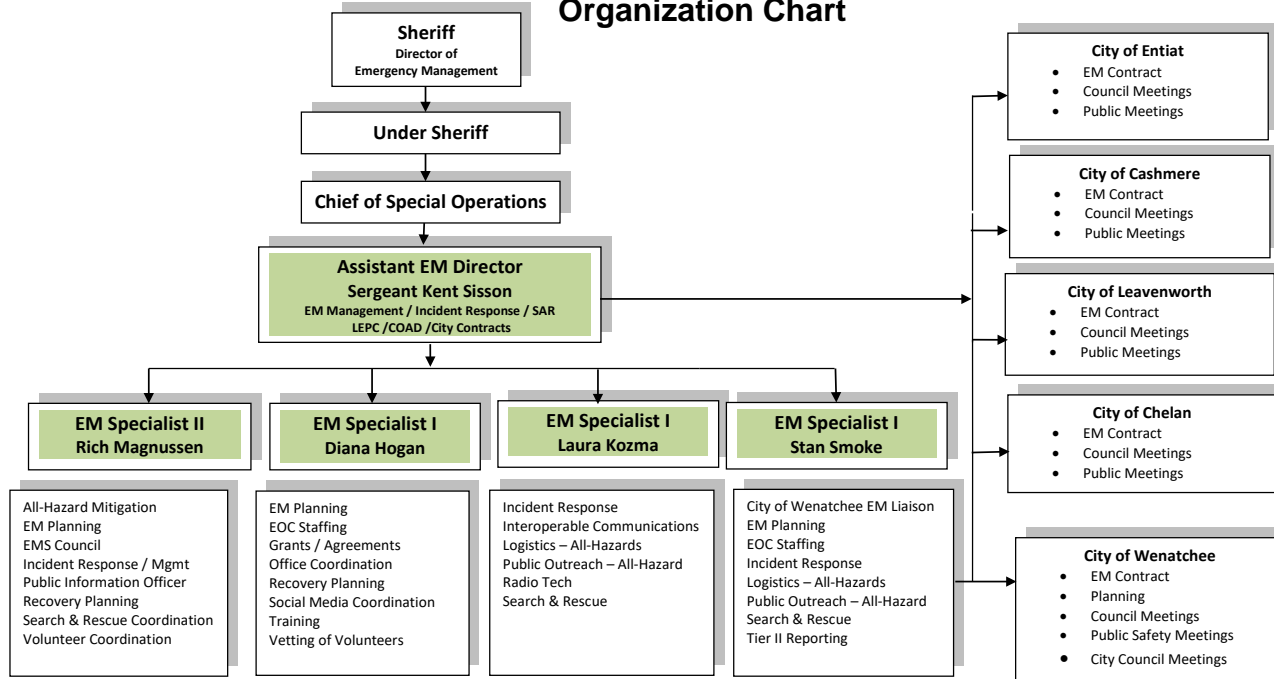 Organization Chart
Sheriff
Director of
Emergency Management
Under Sheriff
Chief of Special Operations
Assistant EM Director
Sergeant Kent Sisson
EM Management / Incident Response / SAR
LEPC /COAD /City Contracts
EM Specialist II
Rich Magnussen
EM Specialist I
Diana Hogan
EM Specialist I
Laura Kozma
EM Specialist I
Stan Smoke
All-Hazard Mitigation
EM Planning
EMS Council
Incident Response / Mgmt
Public Information Officer
Recovery Planning
Search & Rescue Coordination
Volunteer Coordination
EM Planning
EOC Staffing
Grants / Agreements
Office Coordination
Recovery Planning
Social Media Coordination
Training
Vetting of Volunteers
Incident Response
Interoperable Communications
Logistics – All-Hazards
Public Outreach – All-Hazard
Radio Tech
Search & Rescue
City of Wenatchee EM Liaison
EM Planning
EOC Staffing
Incident Response
Logistics – All-Hazards
Public Outreach – All-Hazard
Search & Rescue
Tier II Reporting
City of Entiat
• EM Contract
• Council Meetings
• Public Meetings
City of Cashmere
• EM Contract
• Council Meetings
• Public Meetings
City of Leavenworth
• EM Contract
• Council Meetings
• Public Meetings
City of Chelan
• EM Contract
• Council Meetings
• Public Meetings
City of Wenatchee
• EM Contract
• Planning
• Council Meetings
• Public Safety Meetings
• City Council Meetings